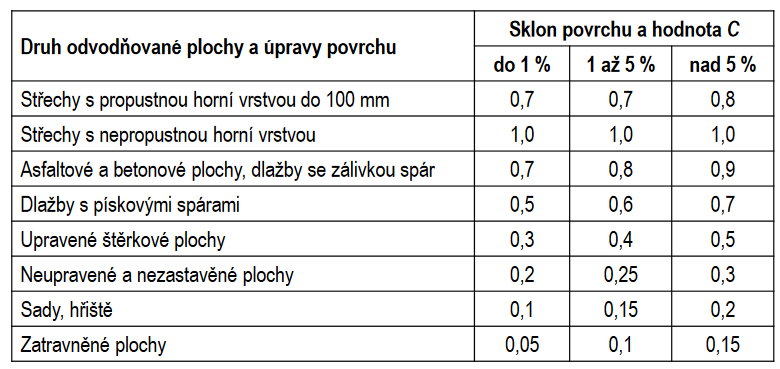 Druh odvodňované plochy a úpravy povrchu
Sklon povrchu a hodnota C
do 1 % 1 až 5 % nad 5 %
Střechy s propustnou horní vrstvou do 100 mm 0,7 0,7 0,8
Střechy s nepropustnou horní vrstvou 1,0 1,0 1,0
Asfaltové a betonové plochy, dlažby se zálivkou spár 0,7 0,8 0,9
Dlažby s pískovými spárami 0,5 0,6 0,7
Upravené štěrkové plochy 0,3 0,4 0,5
Neupravené a nezastavěné plochy 0,2 0,25 0,3
Sady, hřiště 0,1 0,15 0,2
Zatravněné plochy 0,05 0,1 0,15